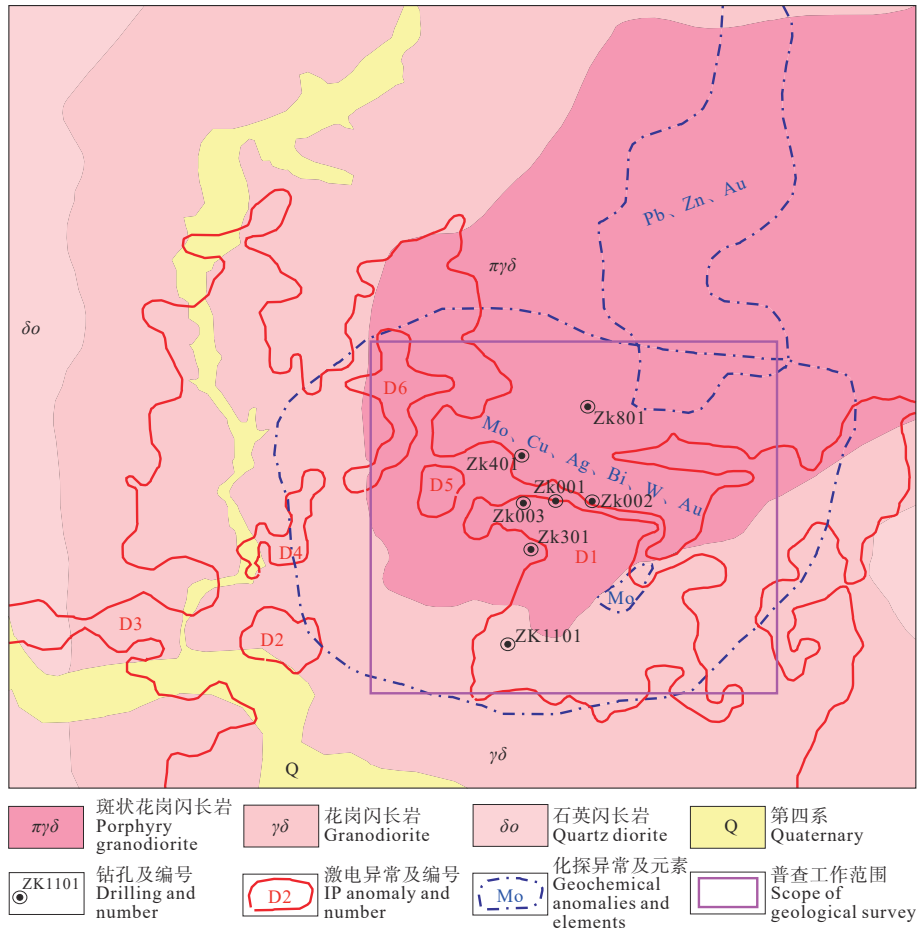 Pb、Zn、Au
πγδ
δο
D6
Mo、Cu、Ag、Bi、W、Au
Zk801
Zk401
D5
Zk001
Zk003
Zk002
Zk301
D4
D1
Mo
D3
D2
ZK1101
γδ
Q
πγδ
斑状花岗闪长岩
Porphyry
granodiorite
γδ
花岗闪长岩
Granodiorite
δο
石英闪长岩
Quartz diorite
Q
第四系
Quaternary
ZK1101
钻孔及编号
Drilling and
number
D2
激电异常及编号
IP anomaly and
number
Mo
化探异常及元素
Geochemical
anomalies and
elements
普查工作范围
Scope of
geological survey